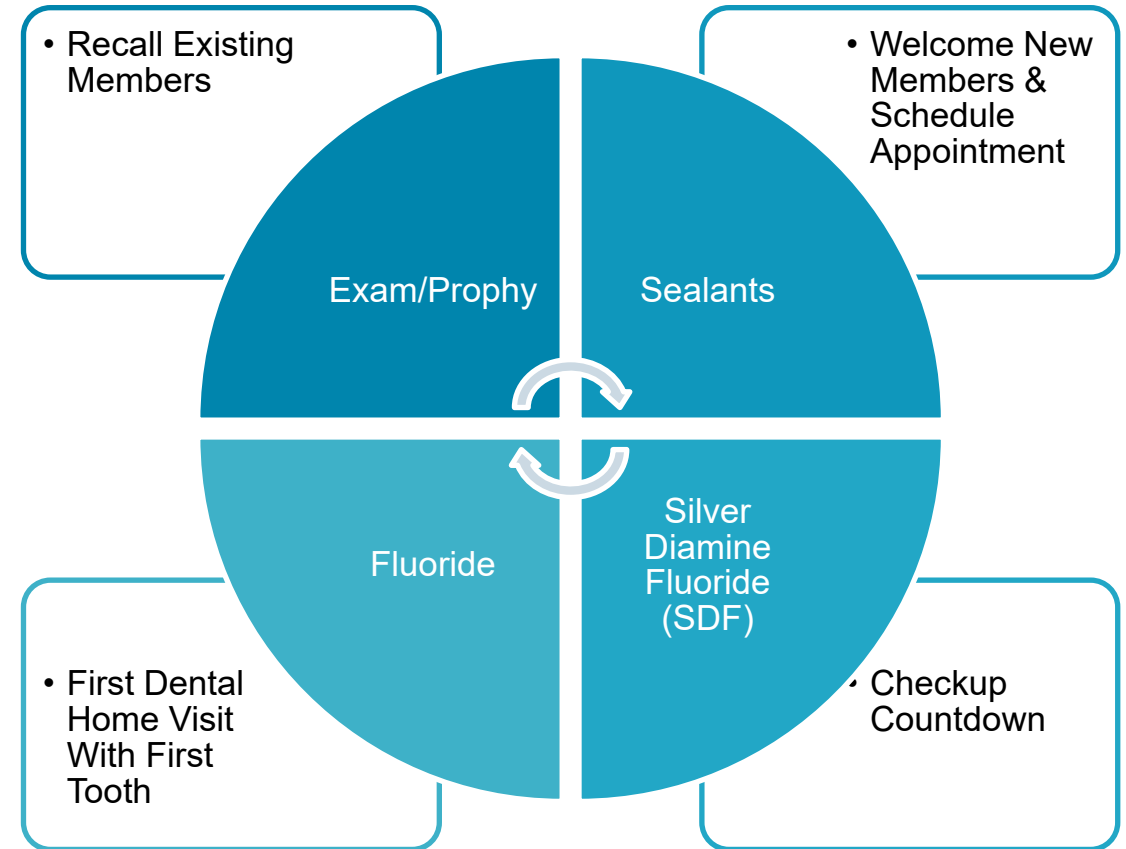 • Recall Existing
Members
• Welcome New
Members &
Schedule
Appointment
Exam/Prophy
Sealants
Fluoride
Silver
Diamine
Fluoride
(SDF)
• First Dental
Home Visit
With First
Tooth
• Checkup
Countdown